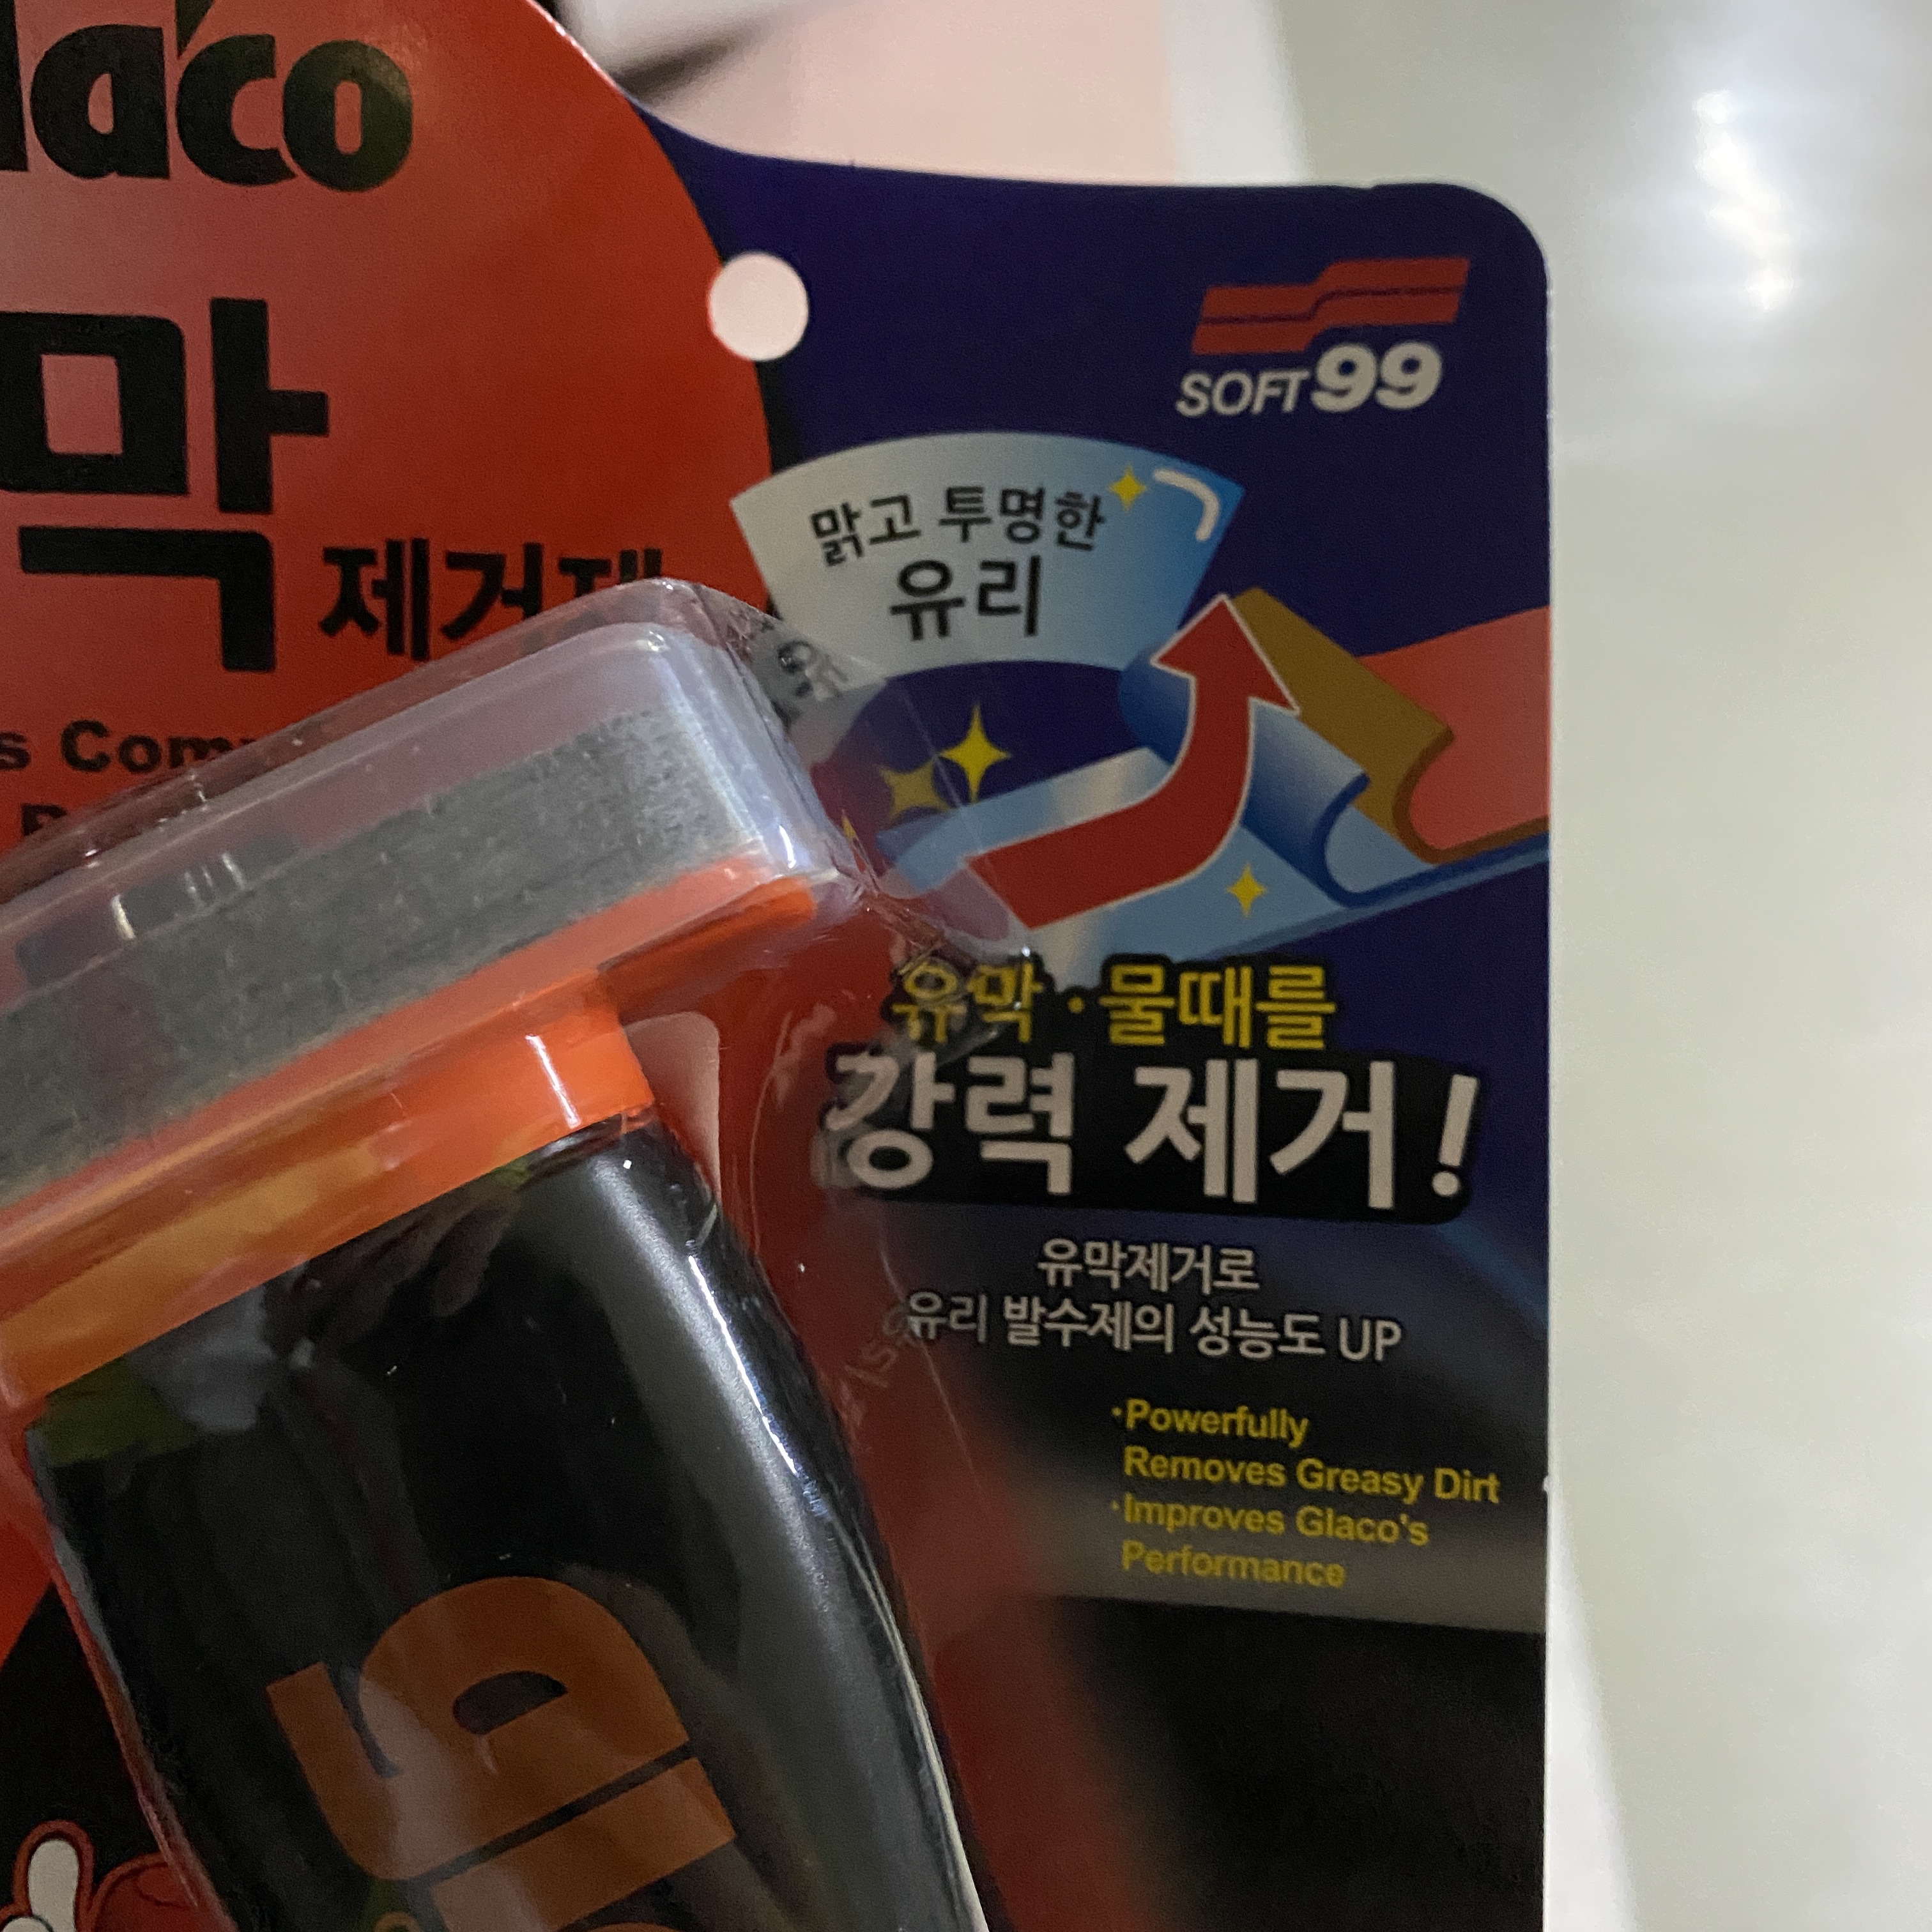 laco
SOFT99
막 제거제
맑고 투명한
유리
s Com
유막·물때를
강력 제거!
유막제거로
유리 발수제의 성능도 UP
·Powerfully
Removes Greasy Dirt
·Improves Glaco's
Performance